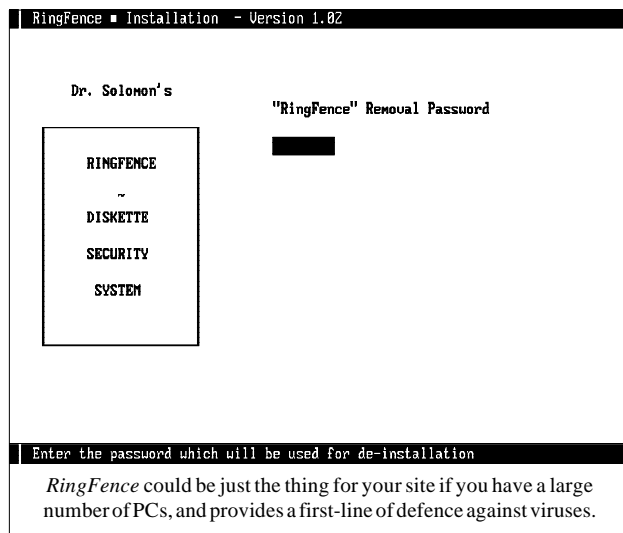 RingFence ■ Installation - Version 1.02
Dr. Solomon's
"RingFence" Removal Password
RINGFENCE
~
DISKETTE
SECURITY
SYSTEM
Enter the password which will be used for de-installation
RingFence could be just the thing for your site if you have a large
number of PCs, and provides a first-line of defence against viruses.